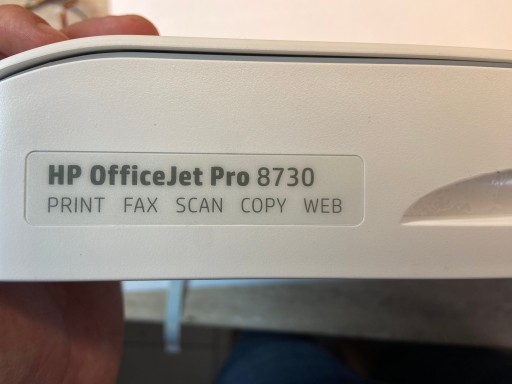 HP OfficeJet Pro 8730
PRINT FAX SCAN COPY WEB